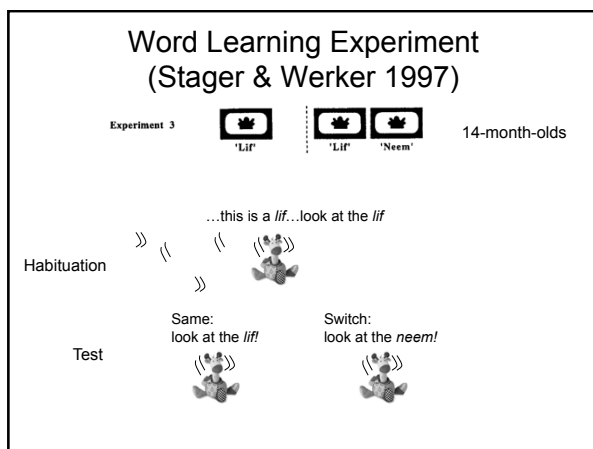 Word Learning Experiment
(Stager & Werker 1997)
Experiment 3
14-month-olds
'Lif' 'Lif' 'Neem'
…this is a lif…look at the lif
Habituation
Same: Switch:
look at the lif! look at the neem!
Test